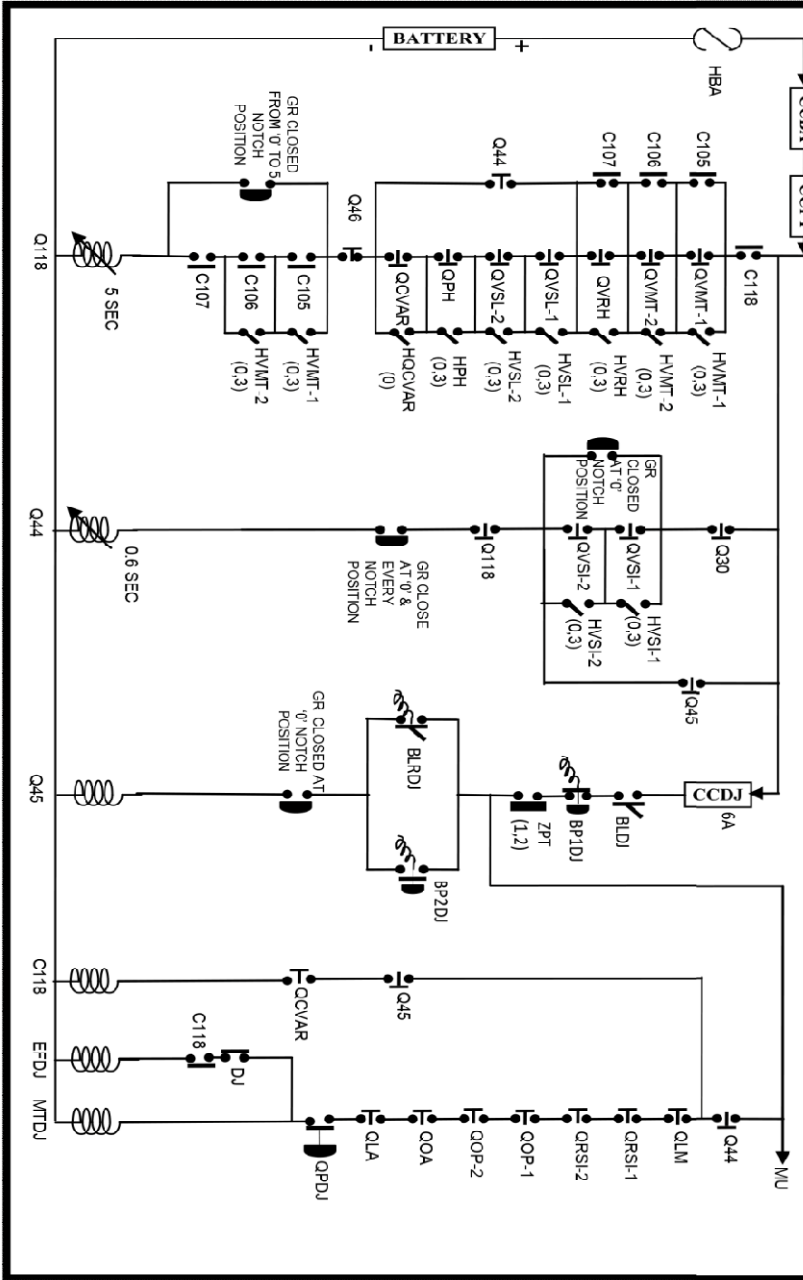 BATTERY
-
+
HBA
GR CLOSED
FROM '0' TO 5
NOTCH
POSITION
Q46
Q44
C107
C106
C105
C118
C107
C106
C105
QCVAR
QPH
QVSL-2
QVSL-1
QVRH
QVMT-2
QVMT-1
HVMT-2
(0,3)
HVMT-1
(0,3)
HQCVAR
(0)
HPH
(0,3)
HVSL-2
(0,3)
HVSL-1
(0,3)
HVRH
(0,3)
HVMT-2
(0,3)
HVMT-1
(0,3)
Q118
5 SEC
GR
CLOSED
AT '0'
NOTCH
POSITION
Q30
QVSI-1
QVSI-2
HVSI-1
(0,3)
HVSI-2
(0,3)
Q118
GR CLOSE
AT '0' &
EVERY
NOTCH
POSITION
Q44
0.6 SEC
Q45
CCDJ
6A
BLDJ
BP1DJ
ZPT
(1,2)
BLRDJ
BP2DJ
GR CLOSED AT
'0' NOTCH
POSITION
Q45
MU
Q44
QLM
QRSI-1
QRSI-2
QOP-1
QOP-2
QOA
QLA
QPDJ
Q45
QCVAR
C118
DJ
C118
EFDJ
MTDJ